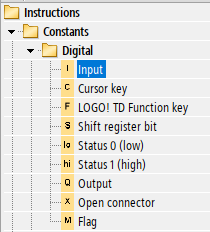 Instructions
Constants
Digital
I Input
C Cursor key
F LOGO! TD Function key
S Shift register bit
lo Status 0 (low)
hi Status 1 (high)
Q Output
X Open connector
M Flag